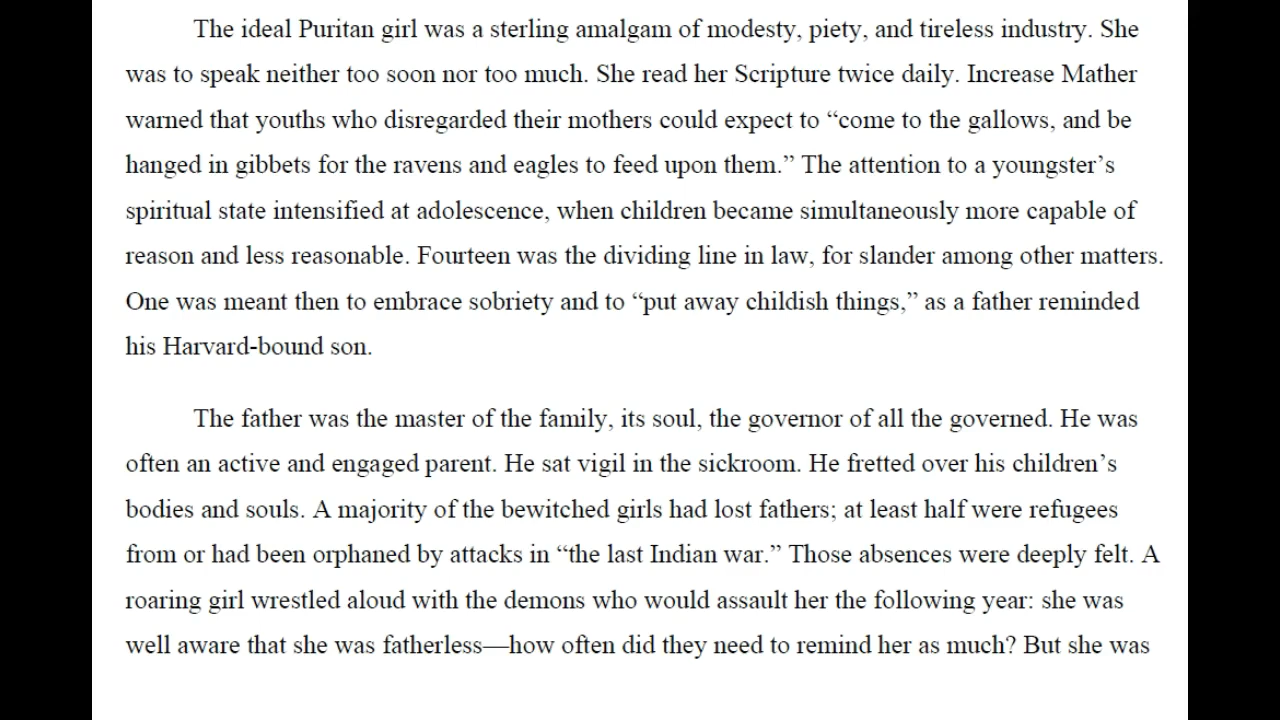 The ideal Puritan girl was a sterling amalgam of modesty, piety, and tireless industry. She
was to speak neither too soon nor too much. She read her Scripture twice daily. Increase Mather
warned that youths who disregarded their mothers could expect to “come to the gallows, and be
hanged in gibbets for the ravens and eagles to feed upon them.” The attention to a youngster’s
spiritual state intensified at adolescence, when children became simultaneously more capable of
reason and less reasonable. Fourteen was the dividing line in law, for slander among other matters.
One was meant then to embrace sobriety and to “put away childish things,” as a father reminded
his Harvard-bound son.
The father was the master of the family, its soul, the governor of all the governed. He was
often an active and engaged parent. He sat vigil in the sickroom. He fretted over his children’s
bodies and souls. A majority of the bewitched girls had lost fathers; at least half were refugees
from or had been orphaned by attacks in “the last Indian war.” Those absences were deeply felt. A
roaring girl wrestled aloud with the demons who would assault her the following year: she was
well aware that she was fatherless—how often did they need to remind her as much? But she was